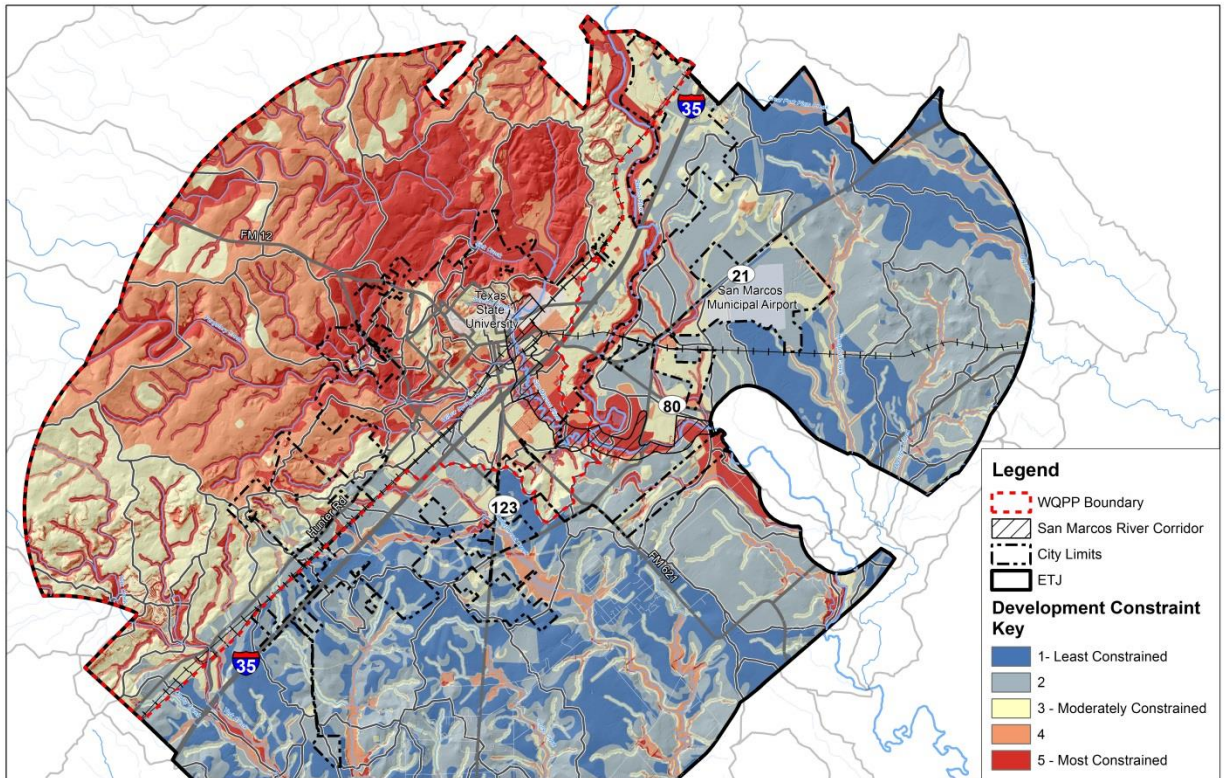 35
FM 12
21
San Marcos
Municipal Airport
Texas
State
University
80
123
Hunter Rd
FM 621
35
Legend
WQPP Boundary
San Marcos River Corridor
City Limits
ETJ
Development Constraint
Key
1- Least Constrained
2
3 - Moderately Constrained
4
5 - Most Constrained